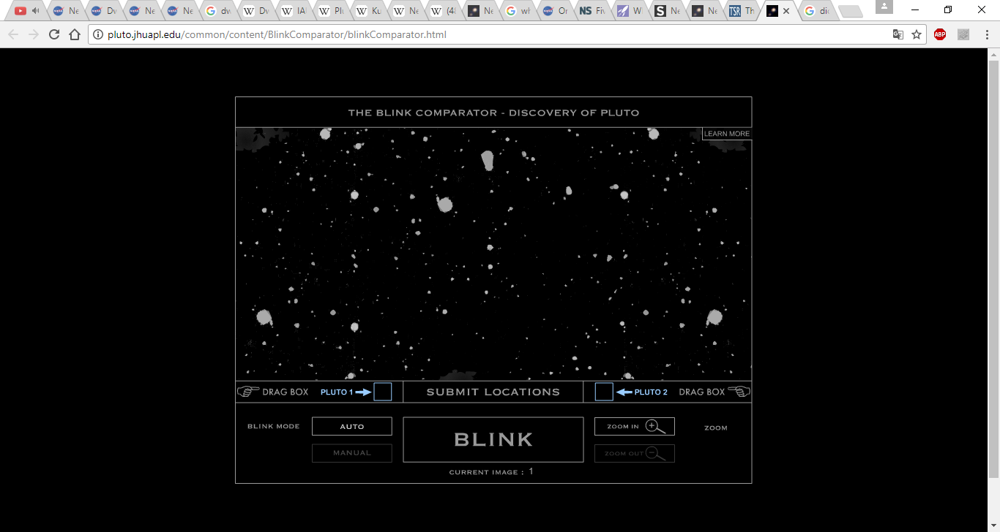 Ne
Dv
Ne
Ne
dv
Dv
IA
Plu
Ku
Ne
(4
Ne
wh
Or
Fiv
W
Ne
Ne
Th
dic
pluto.jhuapl.edu/common/content/BlinkComparator/blinkComparator.html
ABP
THE BLINK COMPARATOR - DISCOVERY OF PLUTO
LEARN MORE
DRAG BOX PLUTO 1 SUBMIT LOCATIONS PLUTO 2 DRAG BOX
BLINK MODE AUTO BLINK ZOOM IN ZOOM
MANUAL ZOOM OUT
CURRENT IMAGE : 1